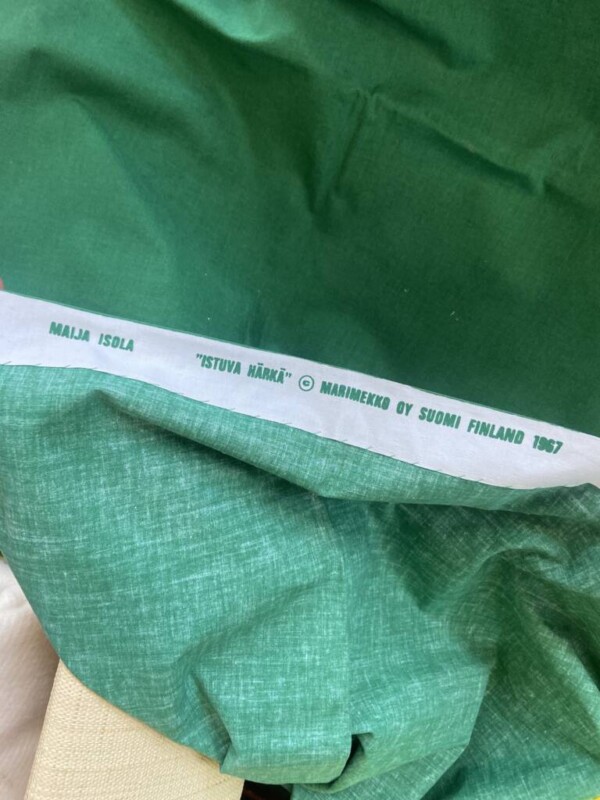 MAIJA ISOLA "ISTUVA HÄRKÄ" © MARIMEKKO OY SUOMI FINLAND 1967